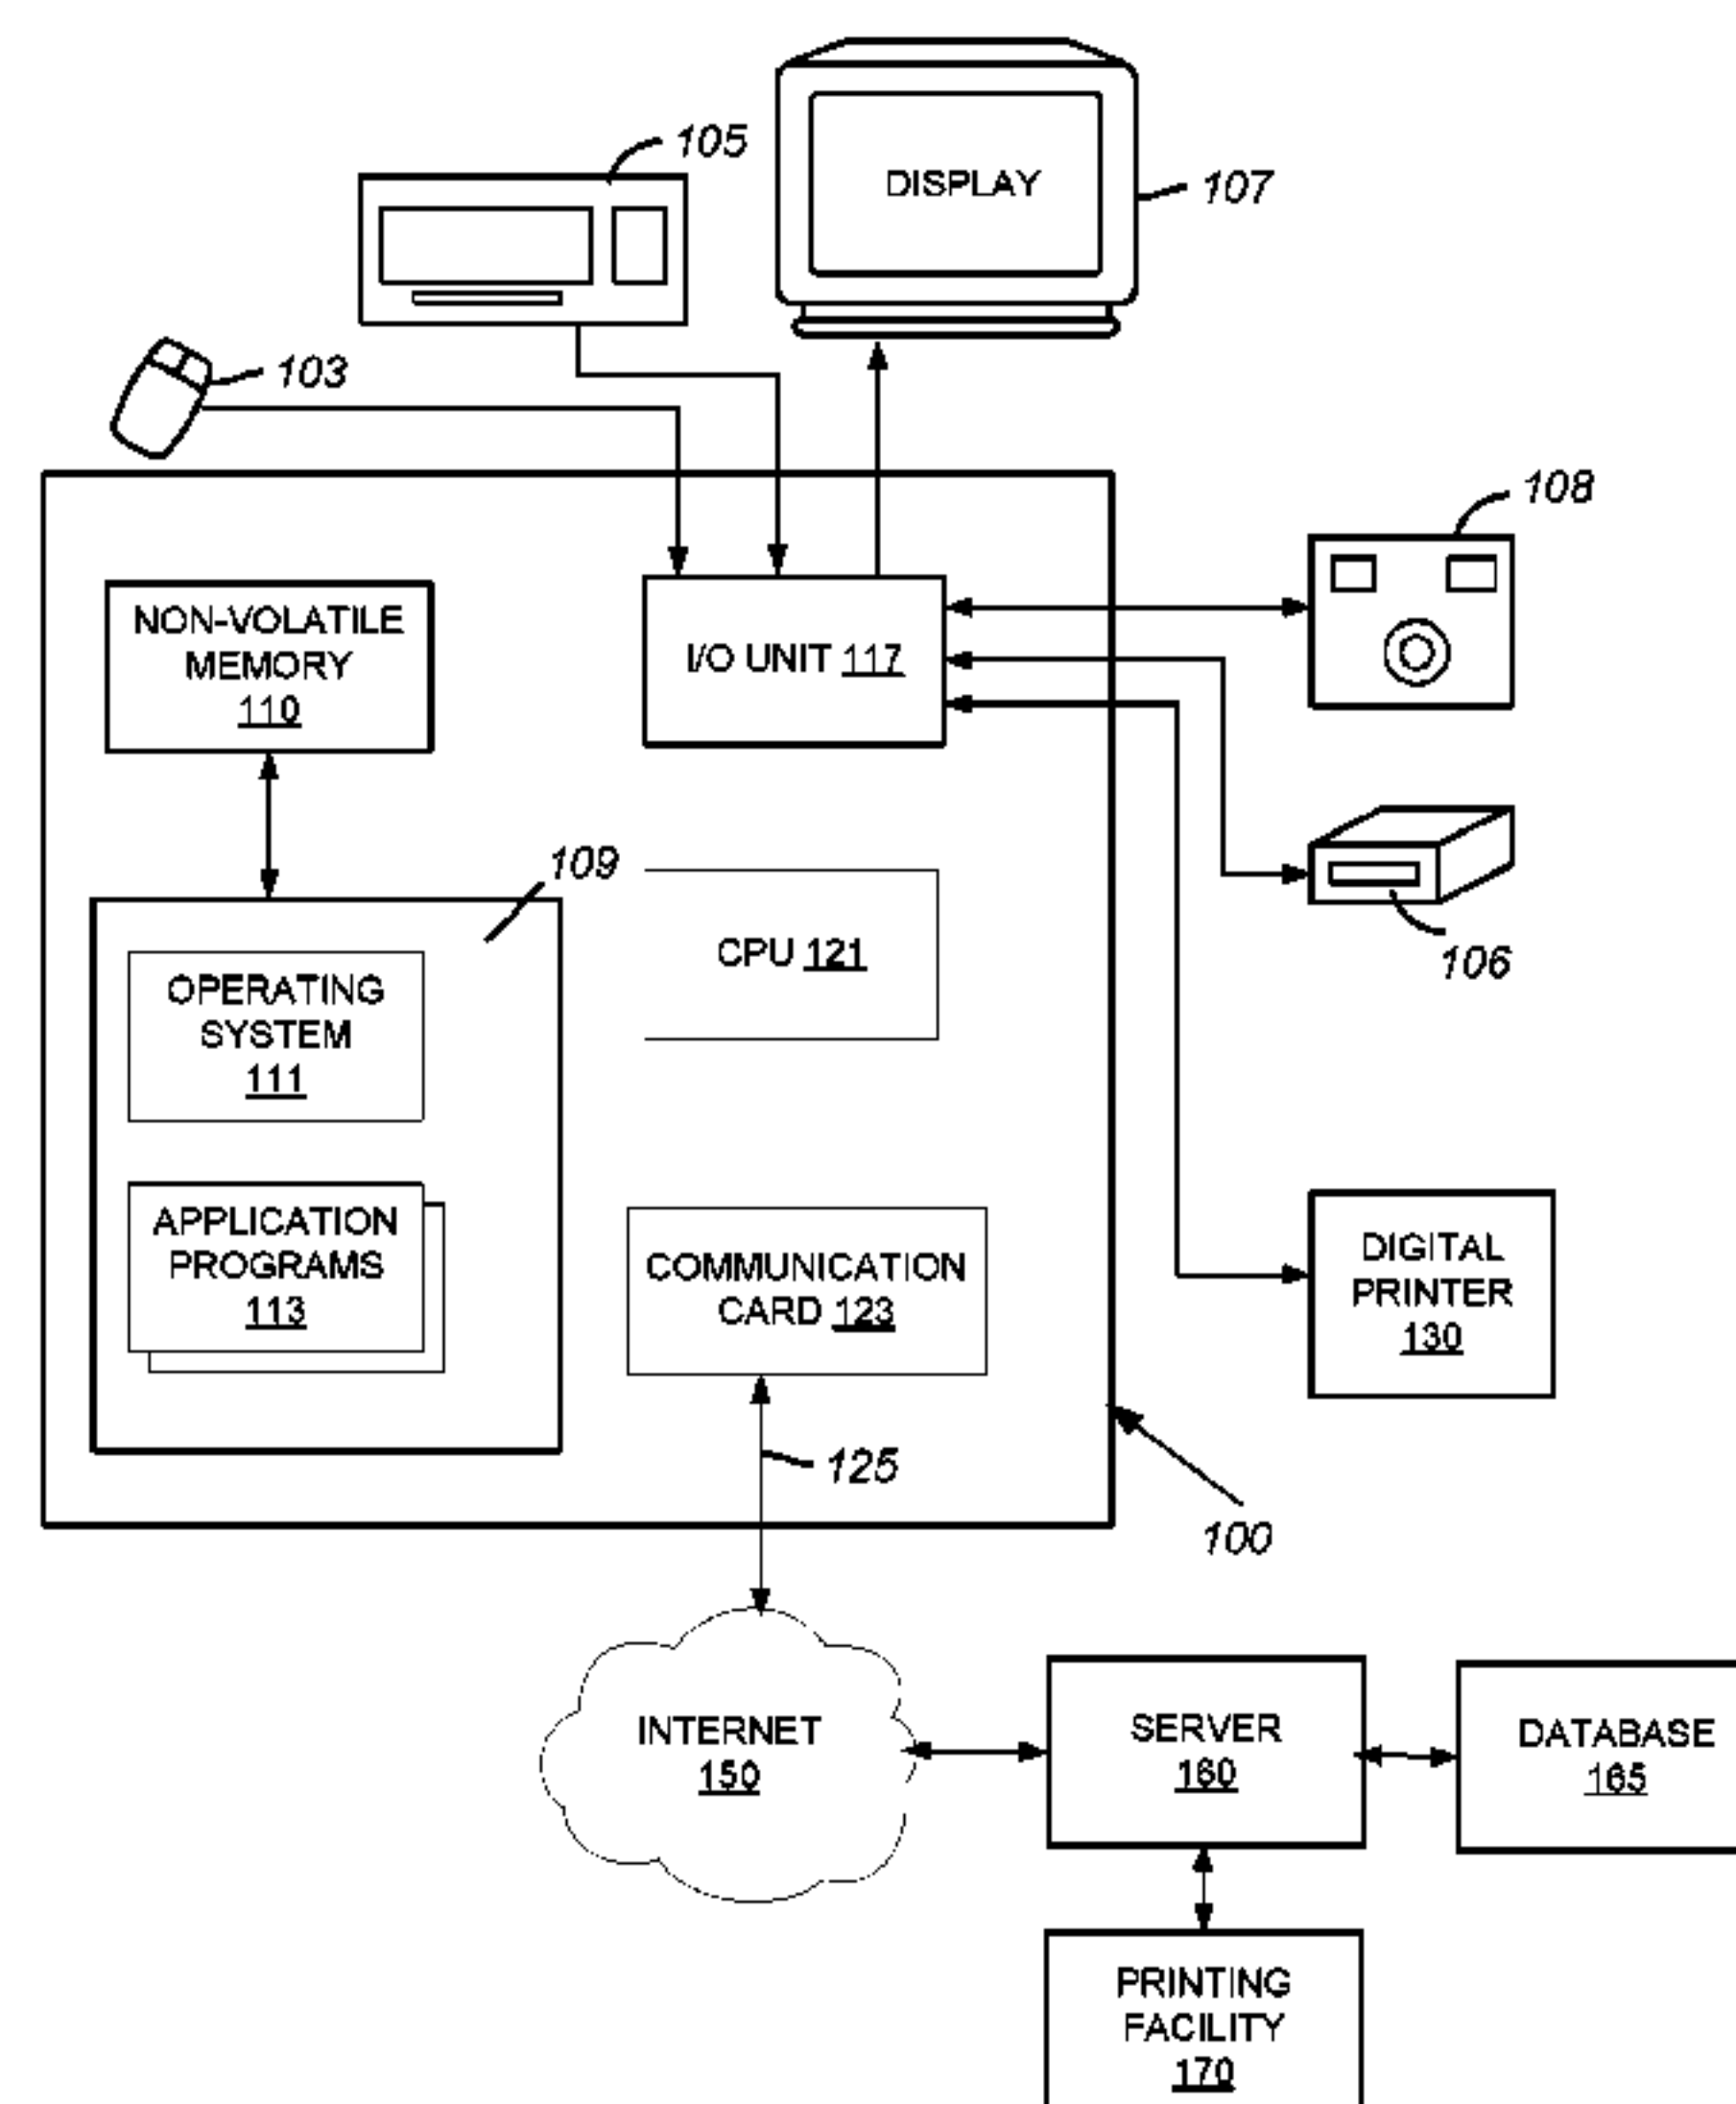 105
DISPLAY
107
103
108
NON-VOLATILE
MEMORY
110
I/O UNIT 117
109
CPU 121
106
OPERATING
SYSTEM
111
APPLICATION
PROGRAMS
113
COMMUNICATION
CARD 123
DIGITAL
PRINTER
130
125
100
INTERNET
150
SERVER
160
DATABASE
165
PRINTING
FACILITY
170